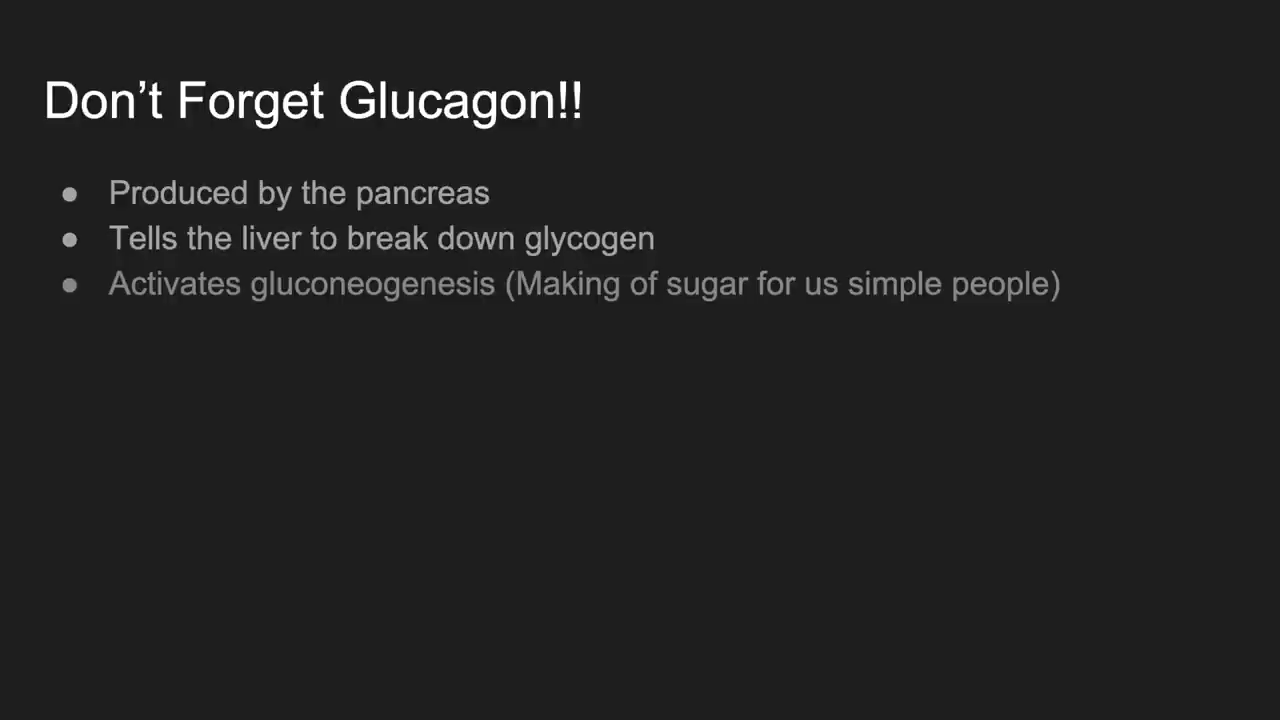 Don’t Forget Glucagon!!
● Produced by the pancreas
● Tells the liver to break down glycogen
● Activates gluconeogenesis (Making of sugar for us simple people)